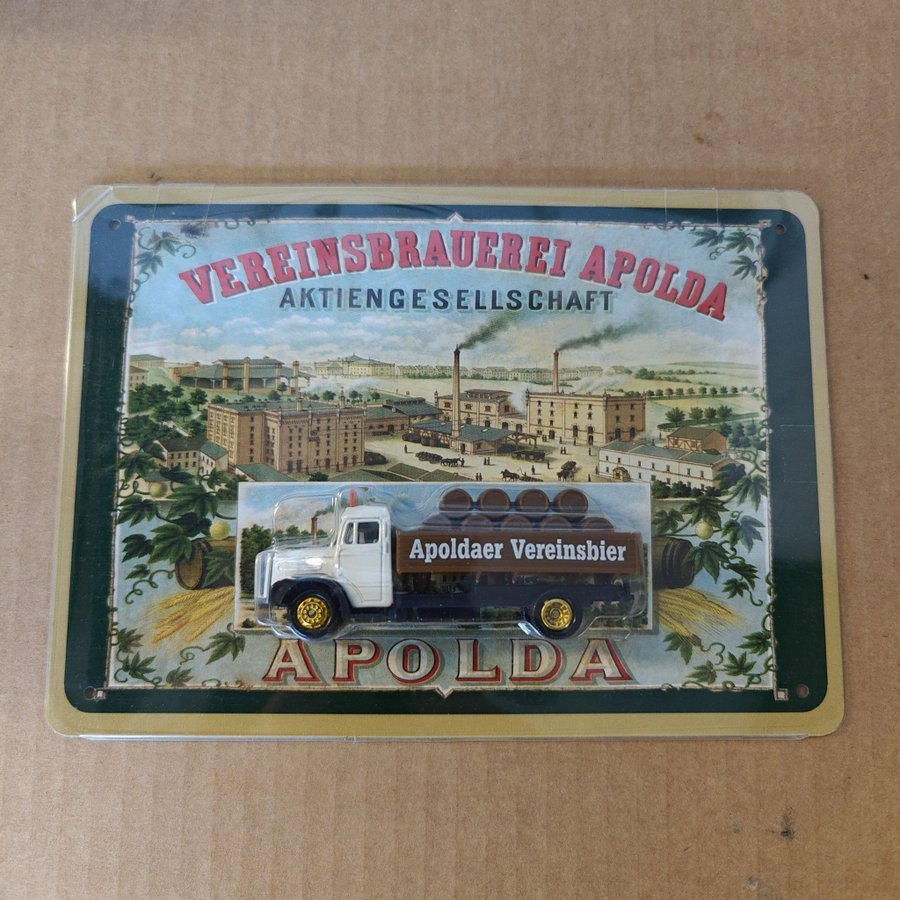 VEREINSBRAUEREI APOLDA
AKTIENGESELLSCHAFT
Apoldaer Vereinsbier
APOLDA